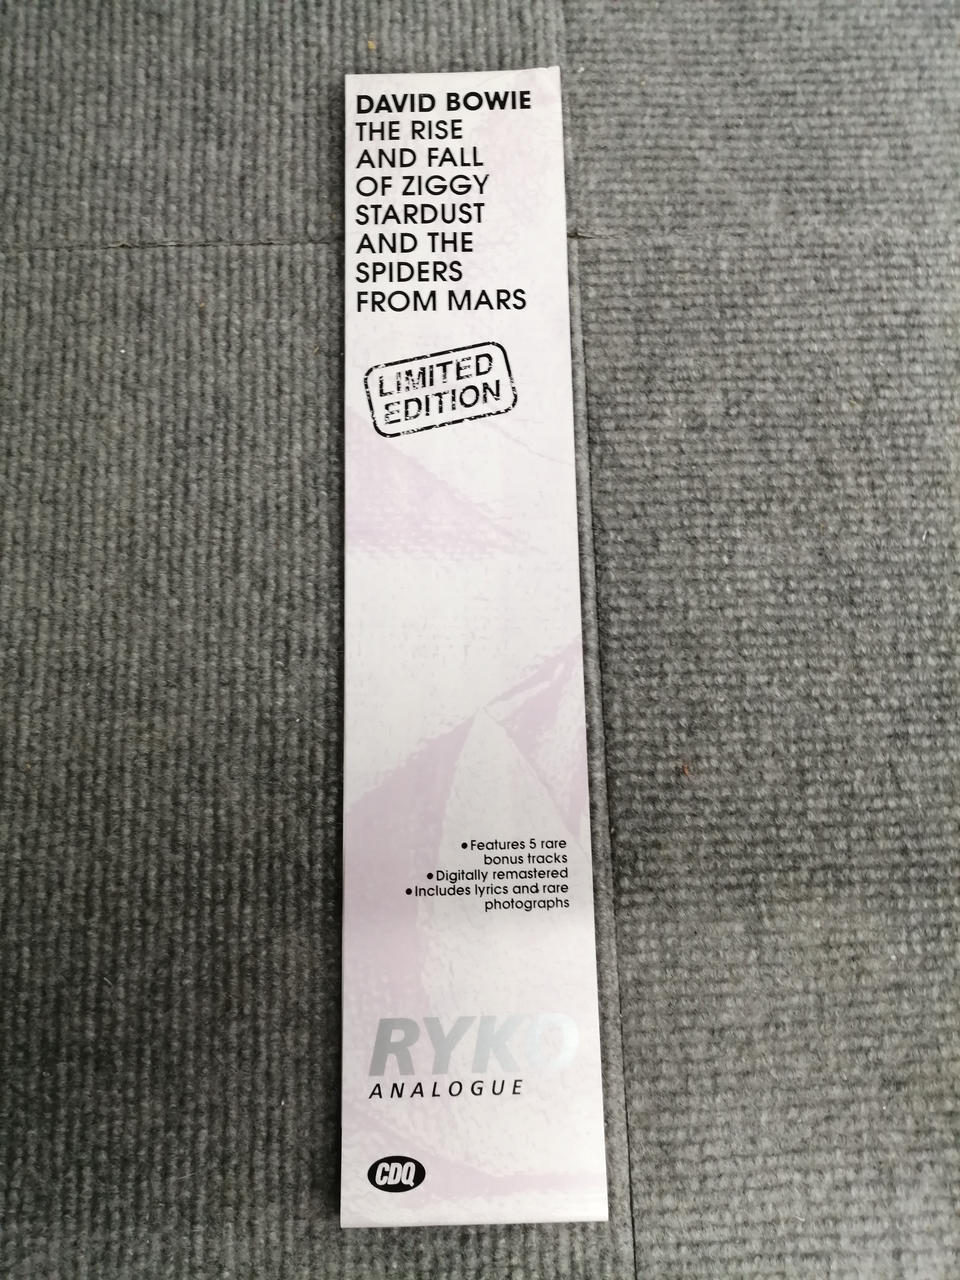 DAVID BOWIE
THE RISE
AND FALL
OF ZIGGY
STARDUST
AND THE
SPIDERS
FROM MARS
LIMITED
EDITION
•Features 5 rare
bonus tracks
•Digitally remastered
•Includes lyrics and rare
photographs
RYKO
ANALOGUE
CDQ